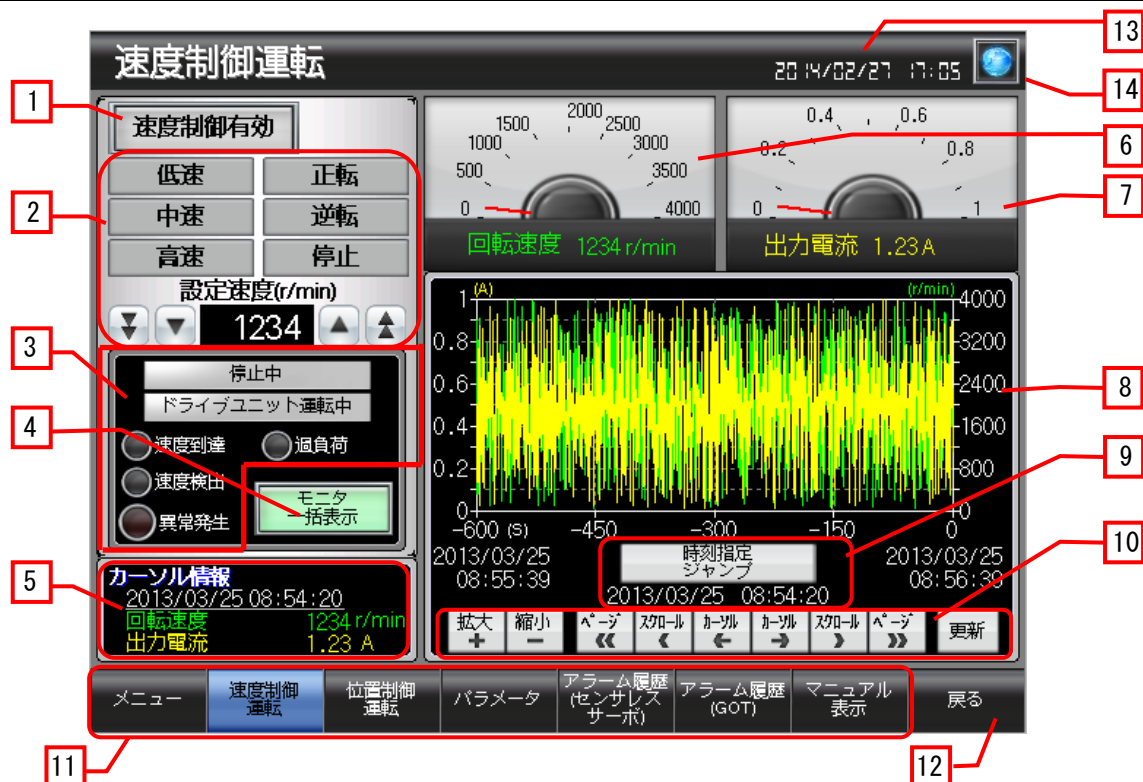 13
速度制御運転
2014/02/27 17:05
14
1
速度制御有効
2
低速 正転
中速 逆転
高速 停止
設定速度(r/min)
1234
0 500 1000 1500 2000 2500 3000 3500 4000
回転速度 1234 r/min
6
0 0.2 0.4 0.6 0.8 1
出力電流 1.23 A
7
3
停止中
ドライブユニット運転中
4
速度到達 過負荷
速度検出
異常発生
モニタ
一括表示
5
カーソル情報
2013/03/25 08:54:20
回転速度 1234 r/min
出力電流 1.23 A
(A) (r/min)
1 4000
0.8 3200
0.6 2400
0.4 1600
0.2 800
0 0
-600 (S) -450 -300 -150 0
8
9
2013/03/25
08:55:39
時刻指定
ジャンプ
2013/03/25 08:54:20
2013/03/25
08:56:39
10
拡大 +
縮小 −
ページ «
スクロール ‹
カーソル ←
カーソル →
スクロール ›
ページ »
更新
メニュー
速度制御
運転
位置制御
運転
パラメータ
アラーム履歴
(センサレス
サーボ)
アラーム履歴
(GOT)
マニュアル
表示
戻る
11
12